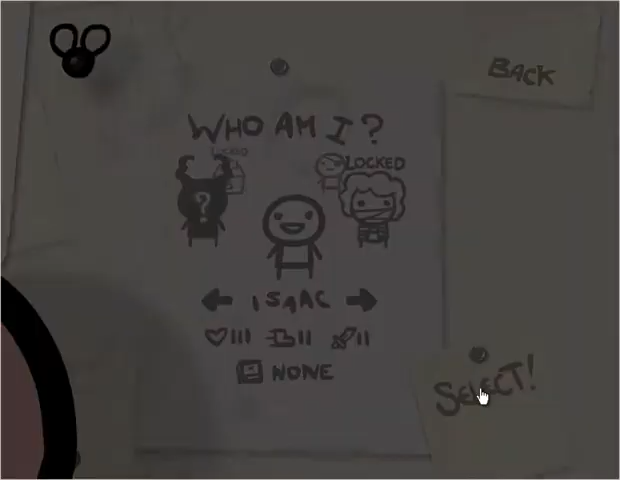 BACK
WHO AM I?
LOCKED
LOCKED
?
ISAAC
NONE
SELECT!